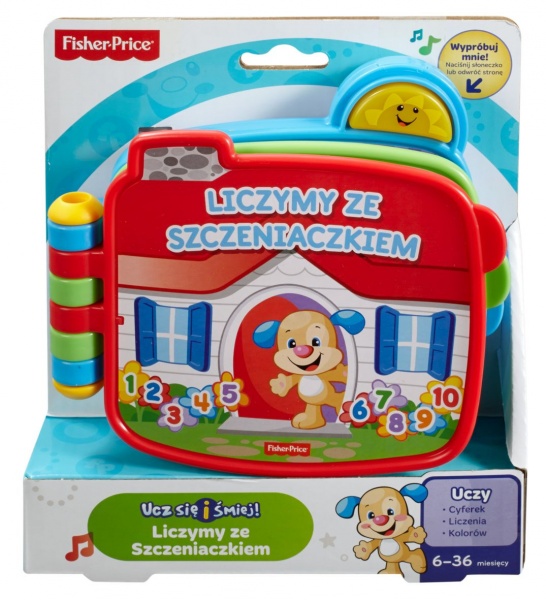 Fisher-Price
Wypróbuj
mnie!
Naciśnij słoneczko
lub odwróć stronę
LICZYMY ZE
SZCZENIACZKIEM
1 2 3 4 5 6 7 8 9 10
Fisher-Price
Ucz się i śmiej!
Liczymy ze
Szczeniaczkiem
Uczy
• Cyferek
• Liczenia
• Kolorów
6-36 miesięcy